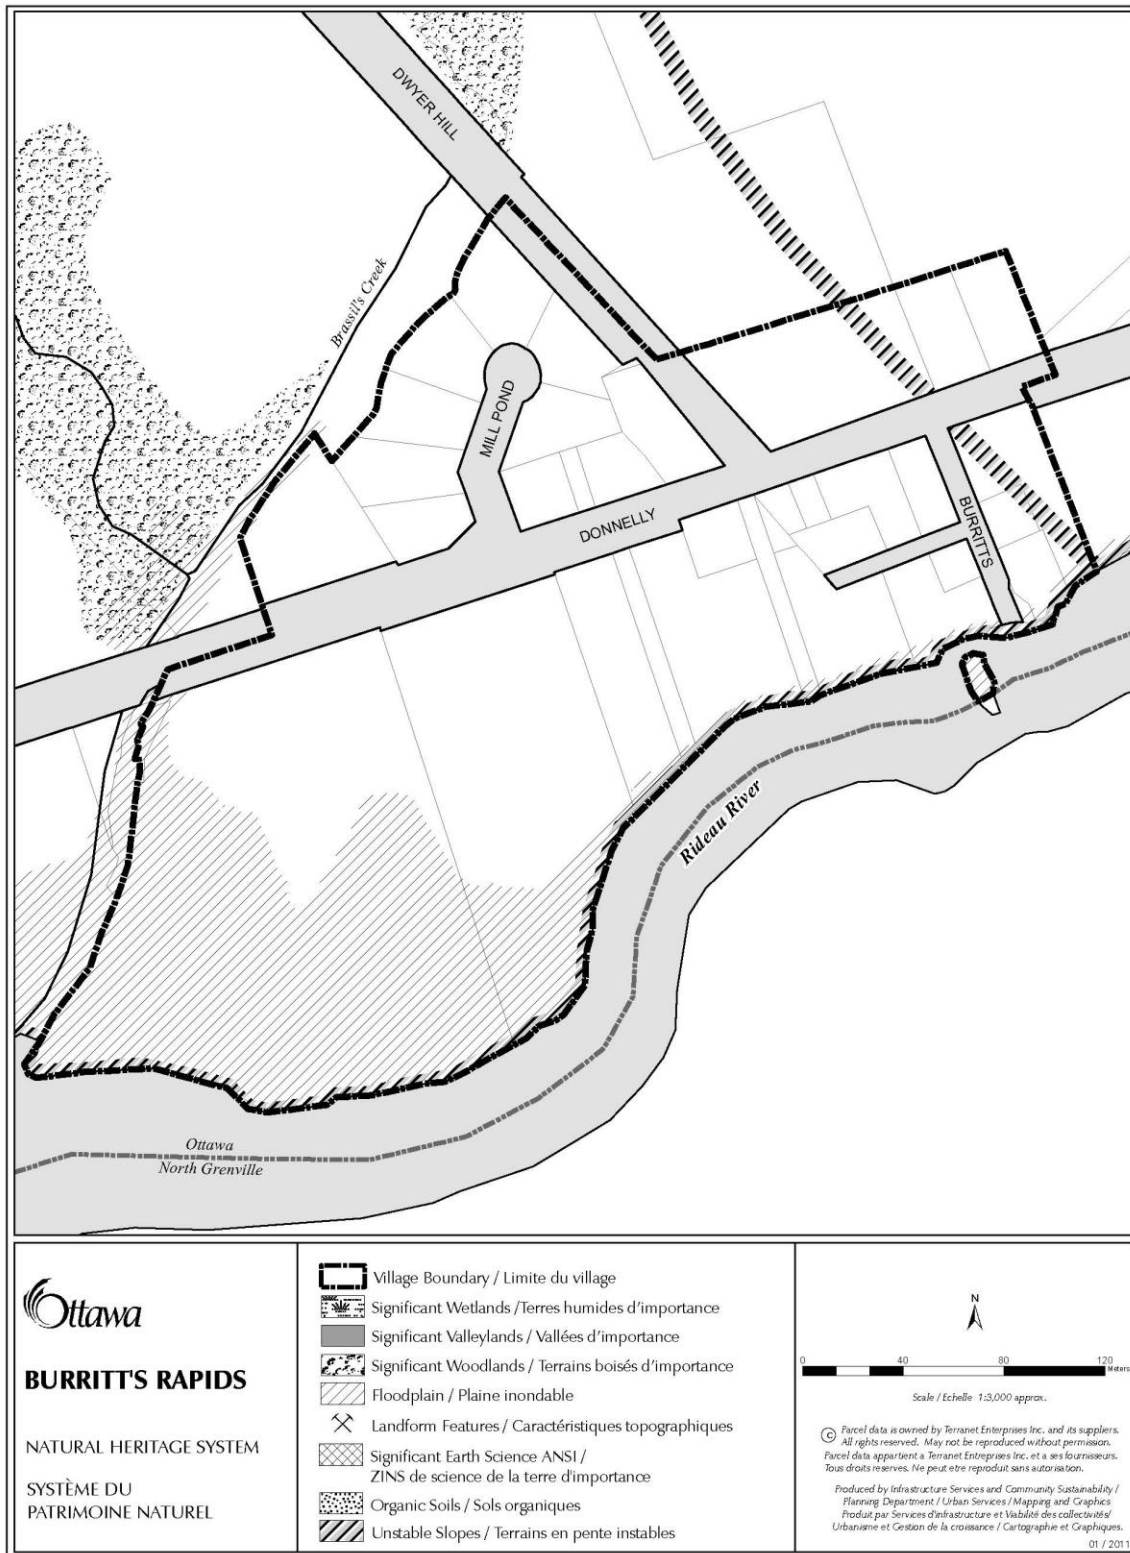 DWYER HILL
Brassil's Creek
MILL POND
DONNELLY
BURRITTS
Rideau River
Ottawa
North Grenville
Ottawa
BURRITT'S RAPIDS
NATURAL HERITAGE SYSTEM
SYSTÈME DU
PATRIMOINE NATUREL
Village Boundary / Limite du village
Significant Wetlands /Terres humides d'importance
Significant Valleylands / Vallées d'importance
Significant Woodlands / Terrains boisés d'importance
Floodplain / Plaine inondable
Landform Features / Caractéristiques topographiques
Significant Earth Science ANSI /
ZINS de science de la terre d'importance
Organic Soils / Sols organiques
Unstable Slopes / Terrains en pente instables
N
0 40 80 120
Meters
Scale / Echelle 1:3,000 approx.
© Parcel data is owned by Teranet Enterprises Inc. and its suppliers.
All rights reserved. May not be reproduced without permission.
Parcel data appartient a Teranet Entreprises Inc. et a ses fournisseurs.
Tous droits reserves. Ne peut etre reproduit sans autorisation.
Produced by Infrastructure Services and Community Sustainability /
Planning Department / Urban Services / Mapping and Graphics
Produit par Services d'infrastructure et Viabilité des collectivités/
Urbanisme et Gestion de la croissance / Cartographie et Graphiques.
01 / 2011